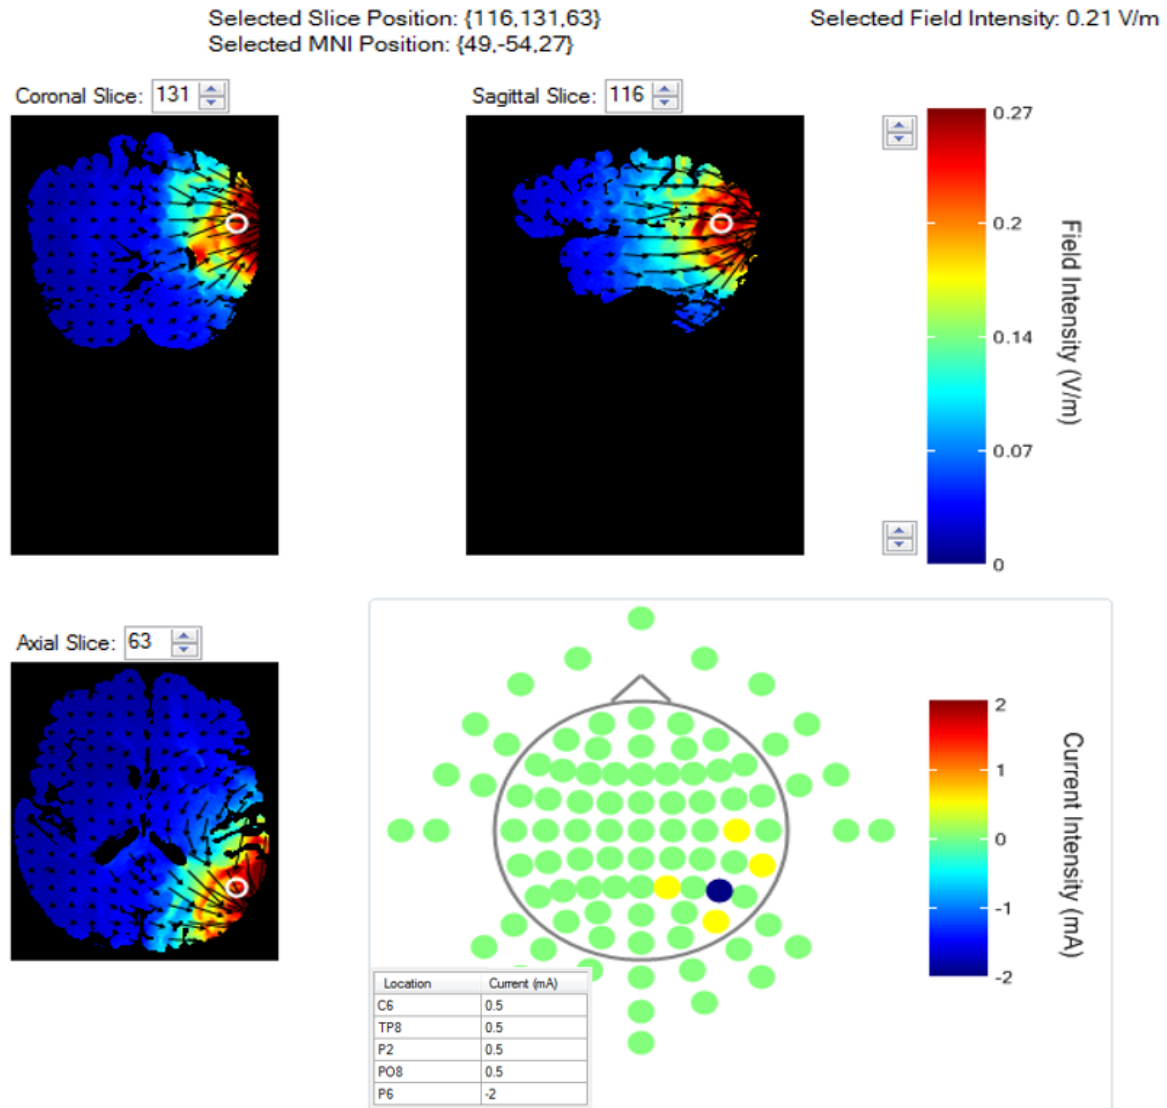 Selected Slice Position: {116,131,63}
Selected Field Intensity: 0.21 V/m
Selected MNI Position: {49,-54,27}
Coronal Slice: 131
Sagittal Slice: 116
0.27
0.2
0.14
0.07
0
Field Intensity (V/m)
Axial Slice: 63
2
1
0
-1
-2
Current Intensity (mA)
Location Current (mA)
C6 0.5
TP8 0.5
P2 0.5
PO8 0.5
P6 -2